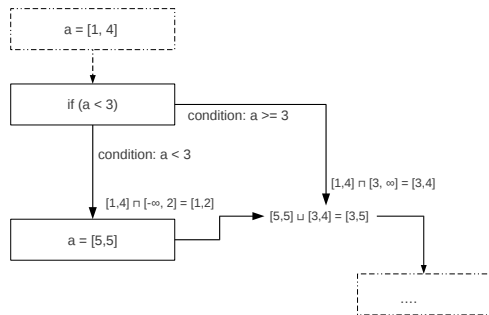 a = [1, 4]
if (a < 3)
condition: a >= 3
condition: a < 3
[1,4] ⊓ [3, ∞] = [3,4]
[1,4] ⊓ [-∞, 2] = [1,2]
[5,5] ⊔ [3,4] = [3,5]
a = [5,5]
....